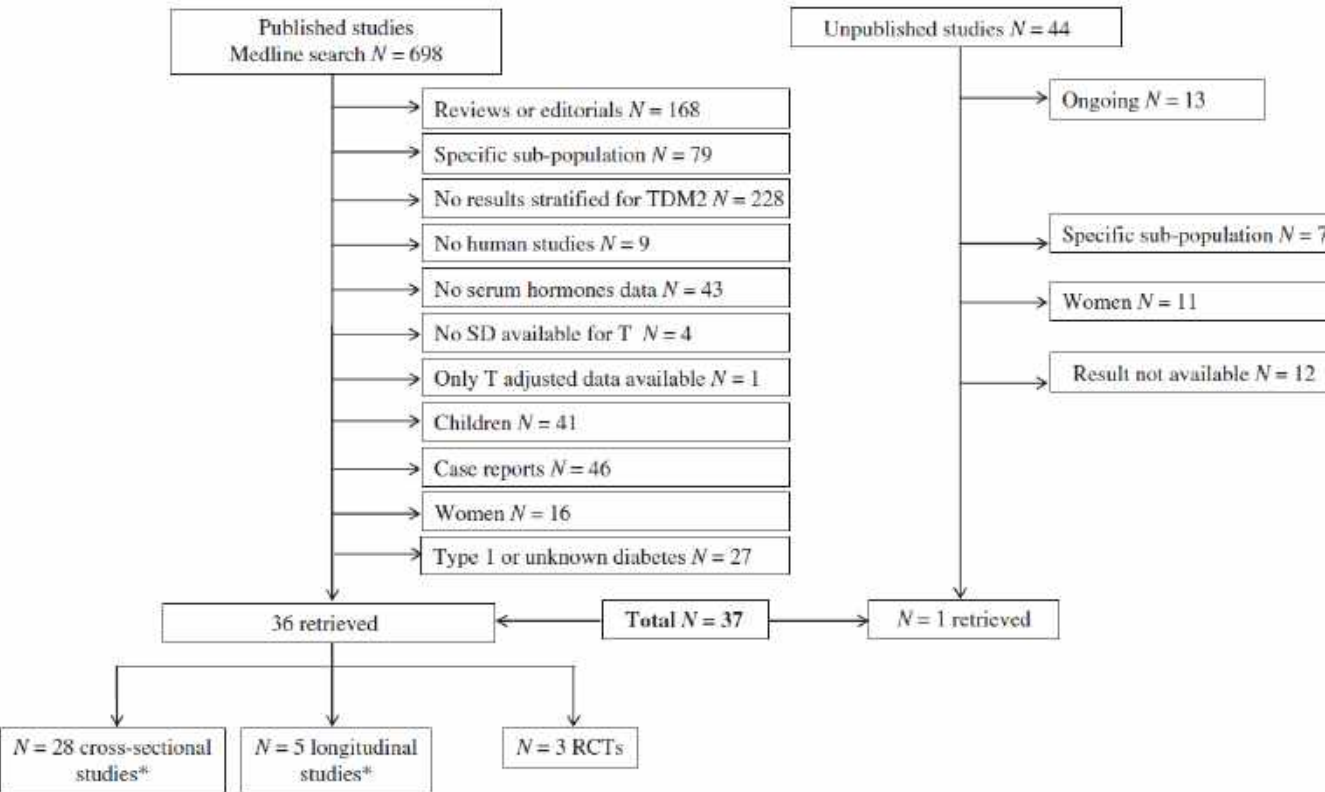 Published studies
Medline search N = 698
Unpublished studies N = 44
Reviews or editorials N = 168
Specific sub-population N = 79
No results stratified for TDM2 N = 228
No human studies N = 9
No serum hormones data N = 43
No SD available for T N = 4
Only T adjusted data available N = 1
Children N = 41
Case reports N = 46
Women N = 16
Type 1 or unknown diabetes N = 27
Ongoing N = 13
Specific sub-population N = 7
Women N = 11
Result not available N = 12
36 retrieved
Total N = 37
N = 1 retrieved
N = 28 cross-sectional
studies*
N = 5 longitudinal
studies*
N = 3 RCTs